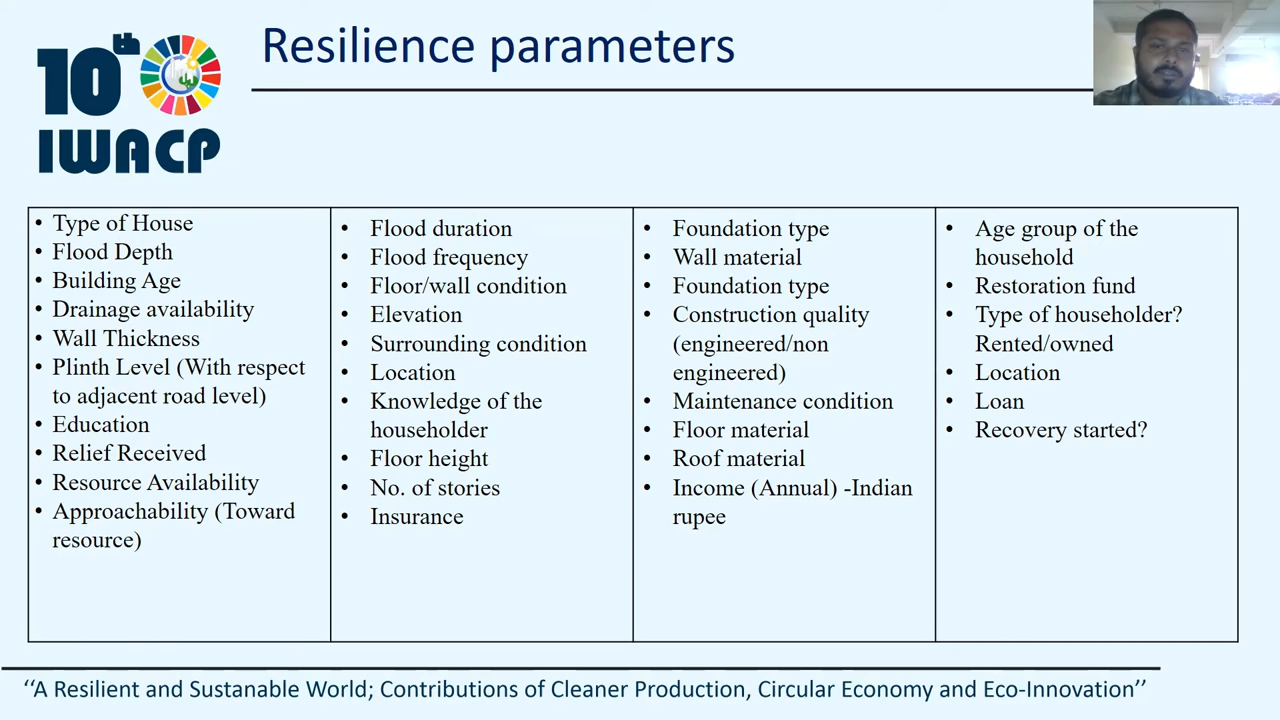 10th
IWACP
Resilience parameters
• Type of House
• Flood Depth
• Building Age
• Drainage availability
• Wall Thickness
• Plinth Level (With respect
to adjacent road level)
• Education
• Relief Received
• Resource Availability
• Approachability (Toward
resource)
• Flood duration
• Flood frequency
• Floor/wall condition
• Elevation
• Surrounding condition
• Location
• Knowledge of the
householder
• Floor height
• No. of stories
• Insurance
• Foundation type
• Wall material
• Foundation type
• Construction quality
(engineered/non
engineered)
• Maintenance condition
• Floor material
• Roof material
• Income (Annual) -Indian
rupee
• Age group of the
household
• Restoration fund
• Type of householder?
Rented/owned
• Location
• Loan
• Recovery started?
‘‘A Resilient and Sustanable World; Contributions of Cleaner Production, Circular Economy and Eco-Innovation’’